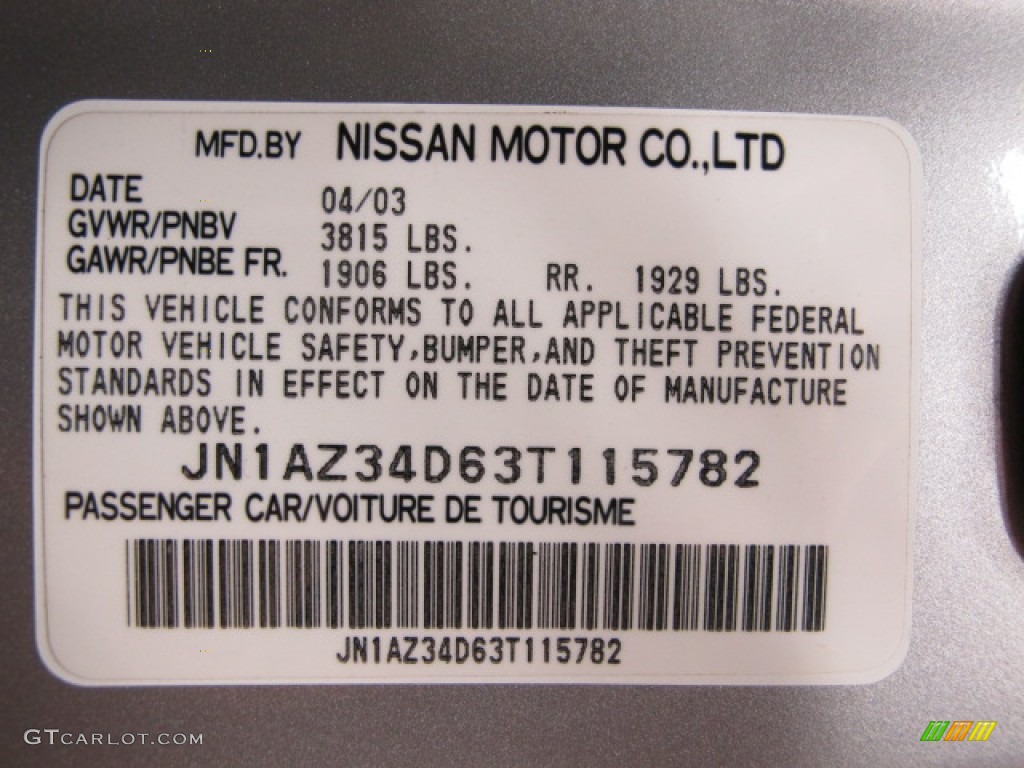 MFD.BY NISSAN MOTOR CO.,LTD
DATE 04/03
GVWR/PNBV 3815 LBS.
GAWR/PNBE FR. 1906 LBS. RR. 1929 LBS.
THIS VEHICLE CONFORMS TO ALL APPLICABLE FEDERAL
MOTOR VEHICLE SAFETY,BUMPER,AND THEFT PREVENTION
STANDARDS IN EFFECT ON THE DATE OF MANUFACTURE
SHOWN ABOVE.
JN1AZ34D63T115782
PASSENGER CAR/VOITURE DE TOURISME
JN1AZ34D63T115782
GTCARLOT.COM